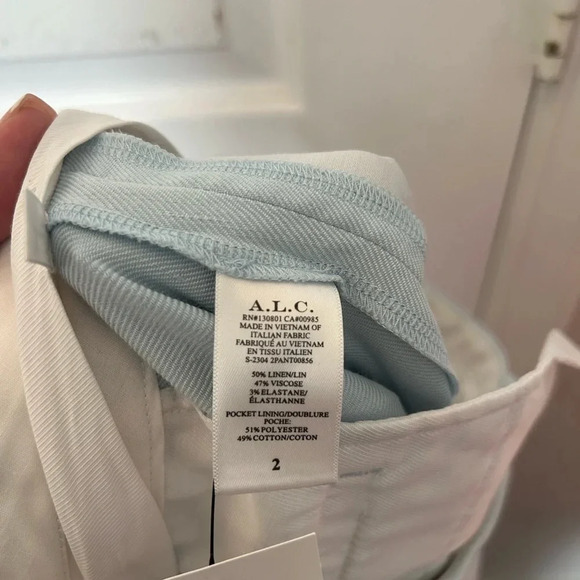 A.L.C.
RN#130801 CA#00985
MADE IN VIETNAM OF
ITALIAN FABRIC
FABRIQUÉ AU VIETNAM
EN TISSU ITALIEN
S-2304 2PANT00856
50% LINEN/LIN
47% VISCOSE
3% ELASTANE/
ÉLASTHANNE
POCKET LINING/DOUBLURE
POCHE:
51% POLYESTER
49% COTTON/COTON
2